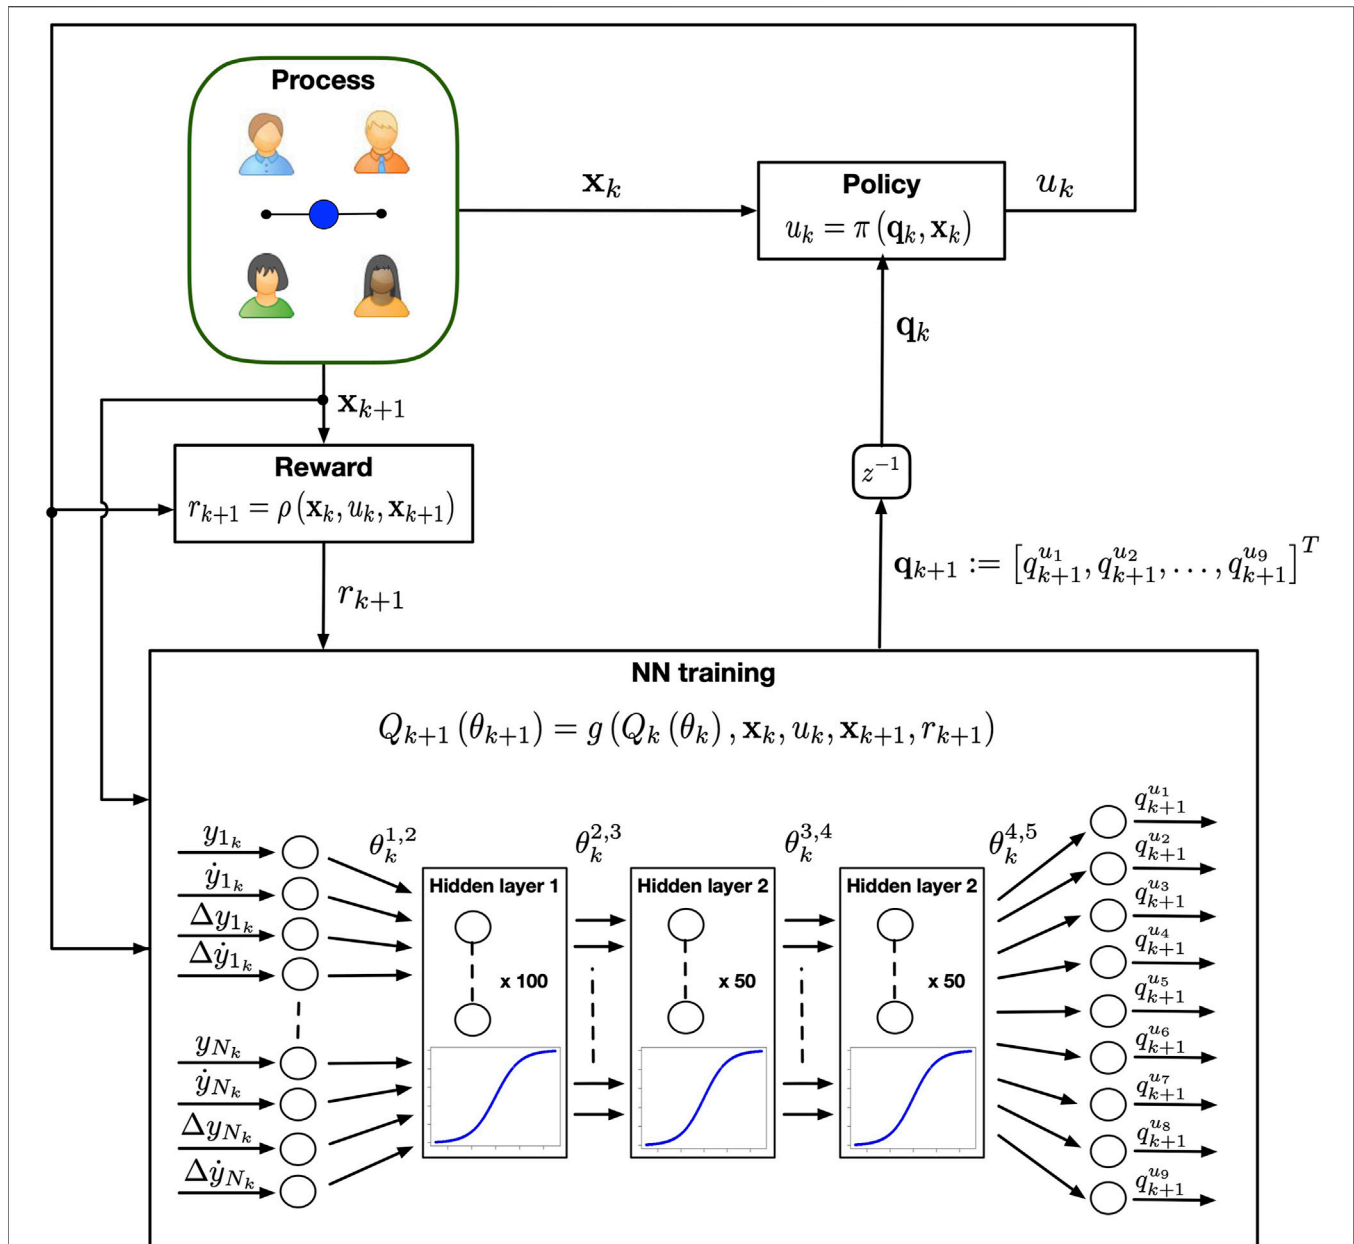 Process
x_k
Policy
u_k = π(q_k, x_k)
u_k
q_k
x_{k+1}
Reward
r_{k+1} = ρ(x_k, u_k, x_{k+1})
z^{-1}
q_{k+1} := [q_{k+1}^{u_1}, q_{k+1}^{u_2}, ..., q_{k+1}^{u_9}]^T
r_{k+1}
NN training
Q_{k+1}(θ_{k+1}) = g(Q_k(θ_k), x_k, u_k, x_{k+1}, r_{k+1})
y_{1_k}
ẏ_{1_k}
Δy_{1_k}
Δẏ_{1_k}
y_{N_k}
ẏ_{N_k}
Δy_{N_k}
Δẏ_{N_k}
θ_k^{1,2}
Hidden layer 1
x 100
θ_k^{2,3}
Hidden layer 2
x 50
θ_k^{3,4}
Hidden layer 2
x 50
θ_k^{4,5}
q_{k+1}^{u_1}
q_{k+1}^{u_2}
q_{k+1}^{u_3}
q_{k+1}^{u_4}
q_{k+1}^{u_5}
q_{k+1}^{u_6}
q_{k+1}^{u_7}
q_{k+1}^{u_8}
q_{k+1}^{u_9}